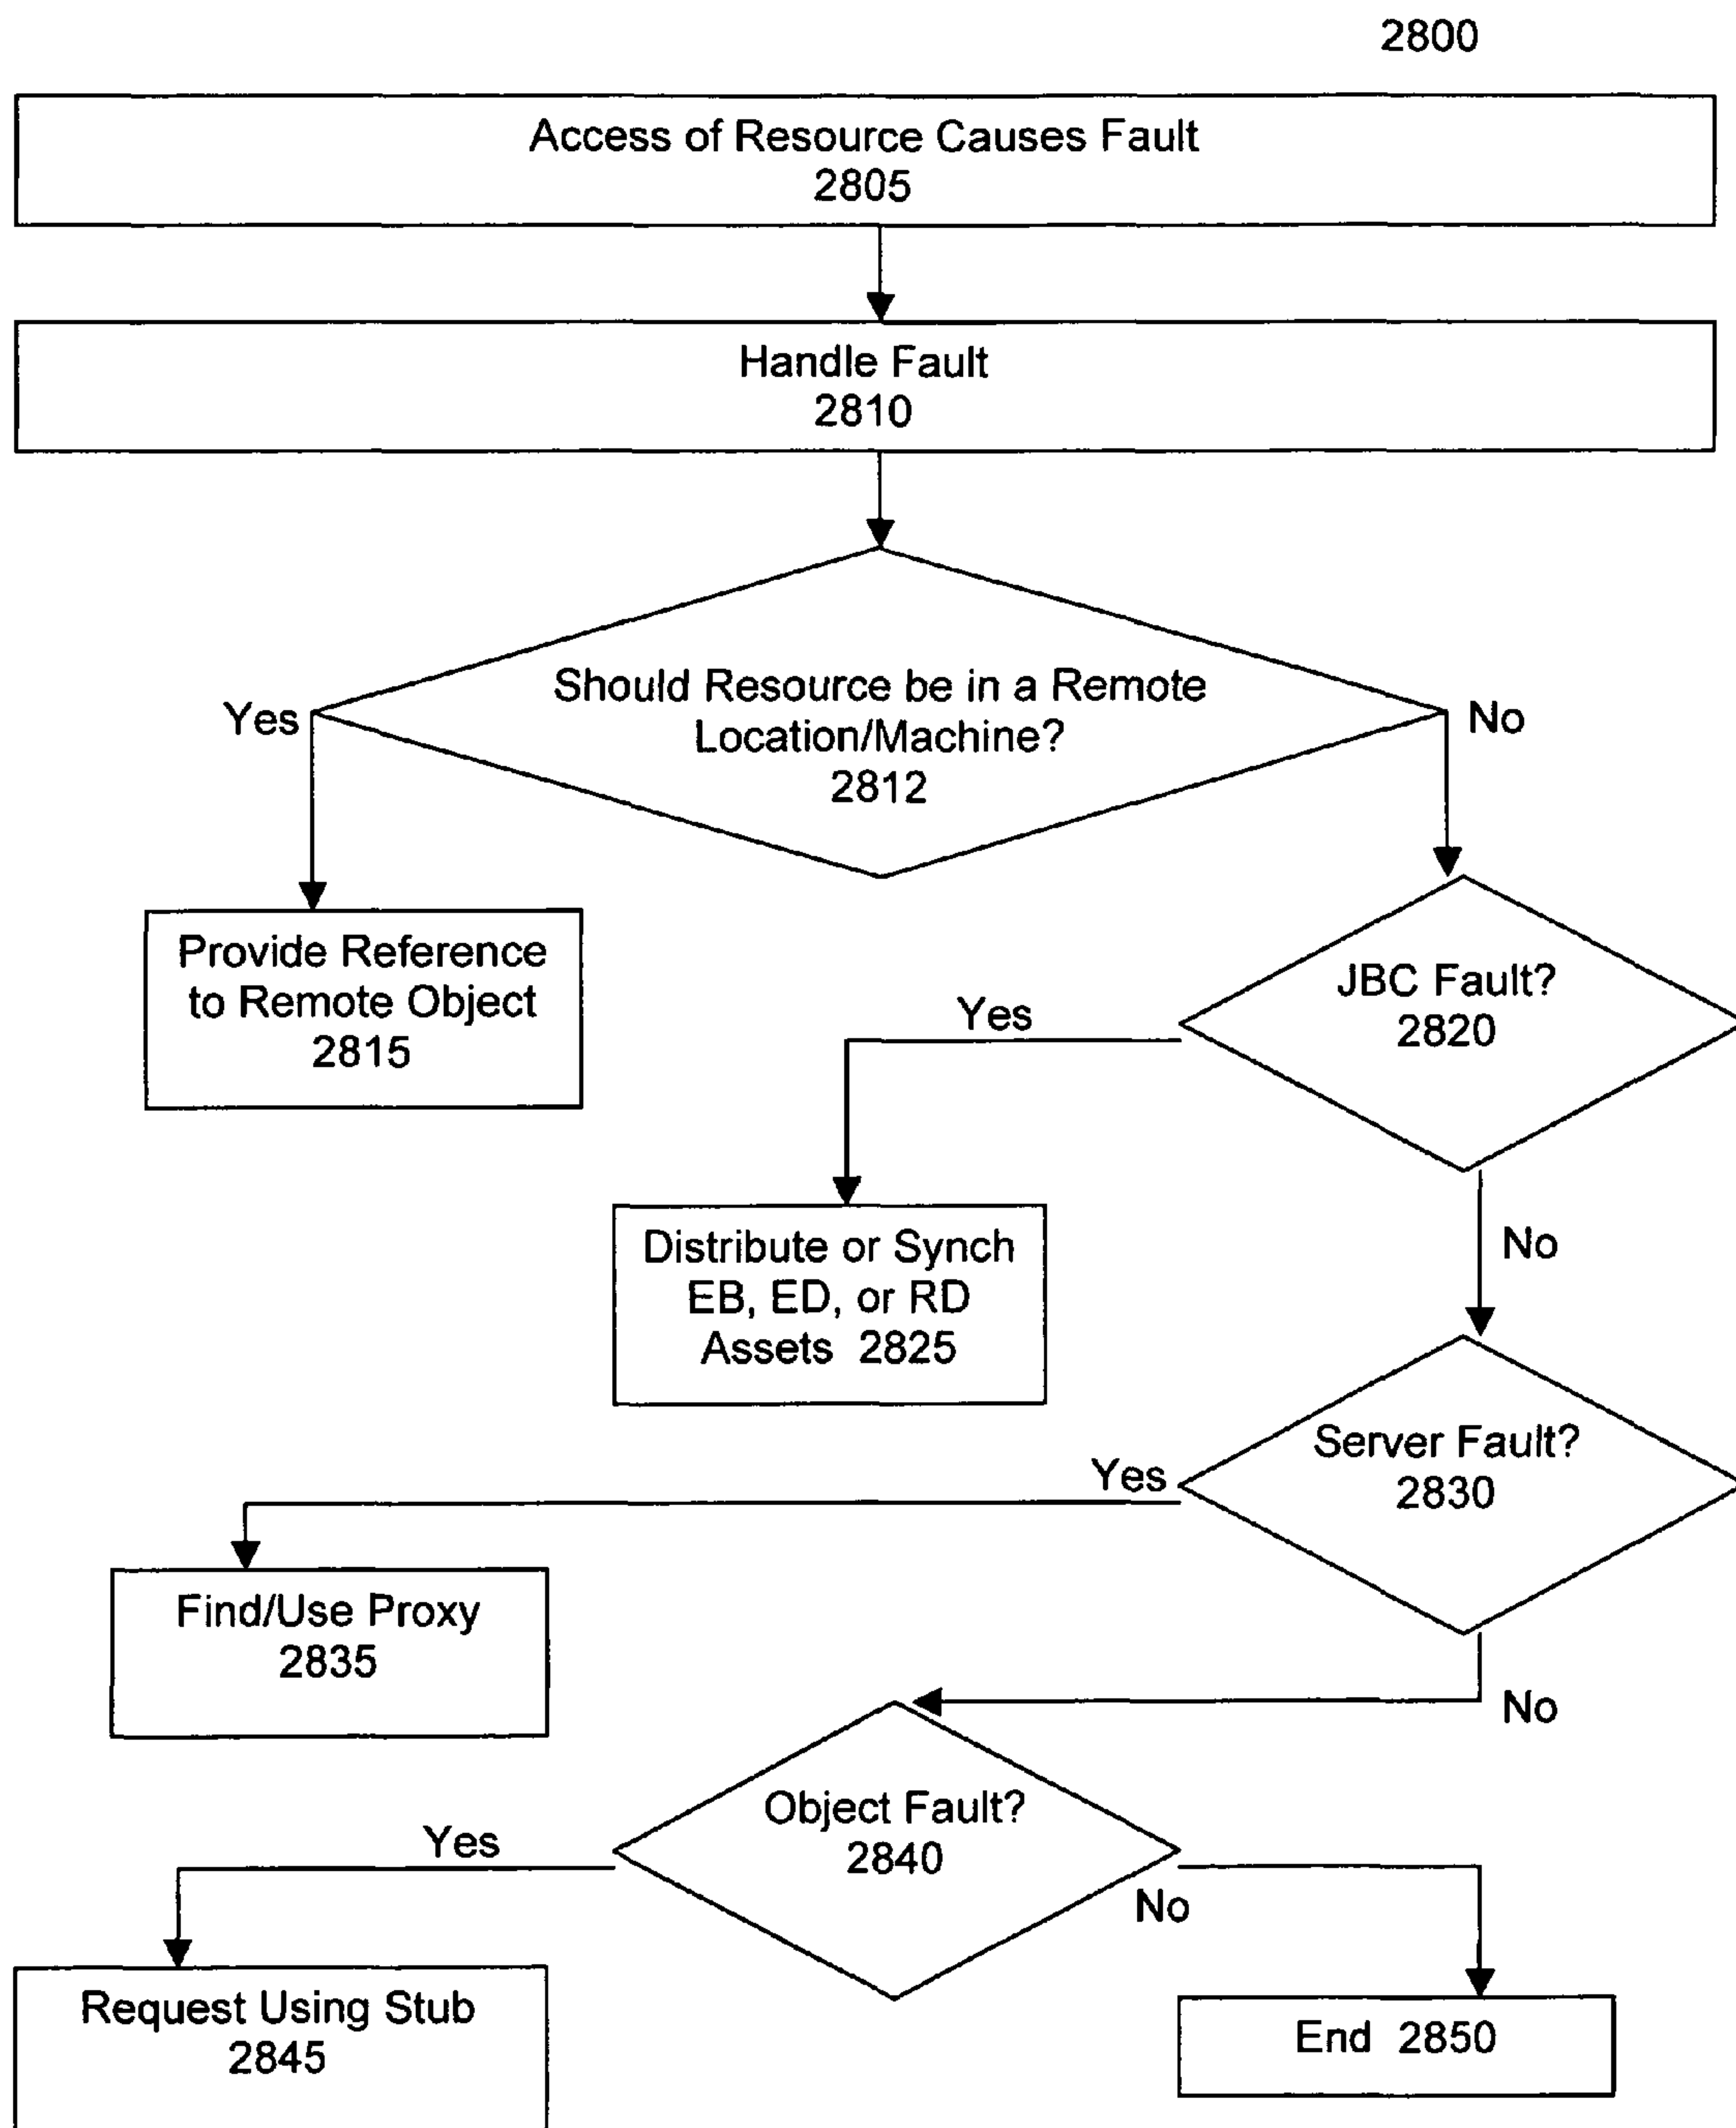 2800
Access of Resource Causes Fault
2805
Handle Fault
2810
Should Resource be in a Remote
Location/Machine?
2812
Yes
No
Provide Reference
to Remote Object
2815
JBC Fault?
2820
Yes
No
Distribute or Synch
EB, ED, or RD
Assets 2825
Server Fault?
2830
Yes
No
Find/Use Proxy
2835
Object Fault?
2840
Yes
No
Request Using Stub
2845
End 2850